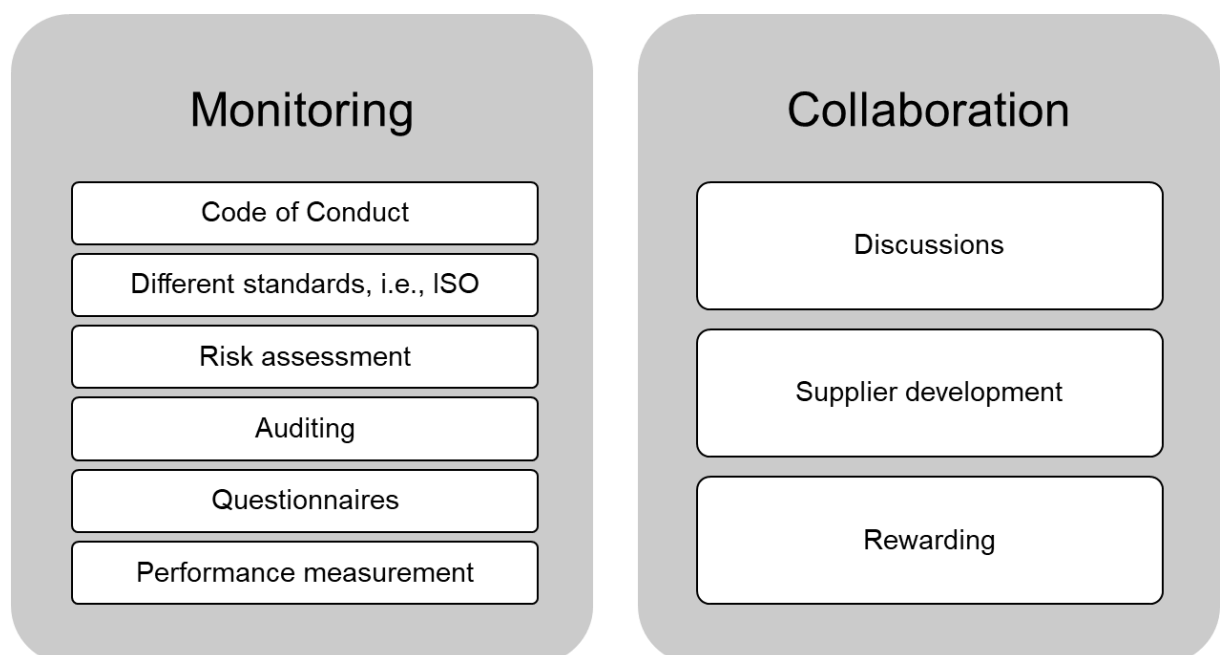 Monitoring
Code of Conduct
Different standards, i.e., ISO
Risk assessment
Auditing
Questionnaires
Performance measurement
Collaboration
Discussions
Supplier development
Rewarding